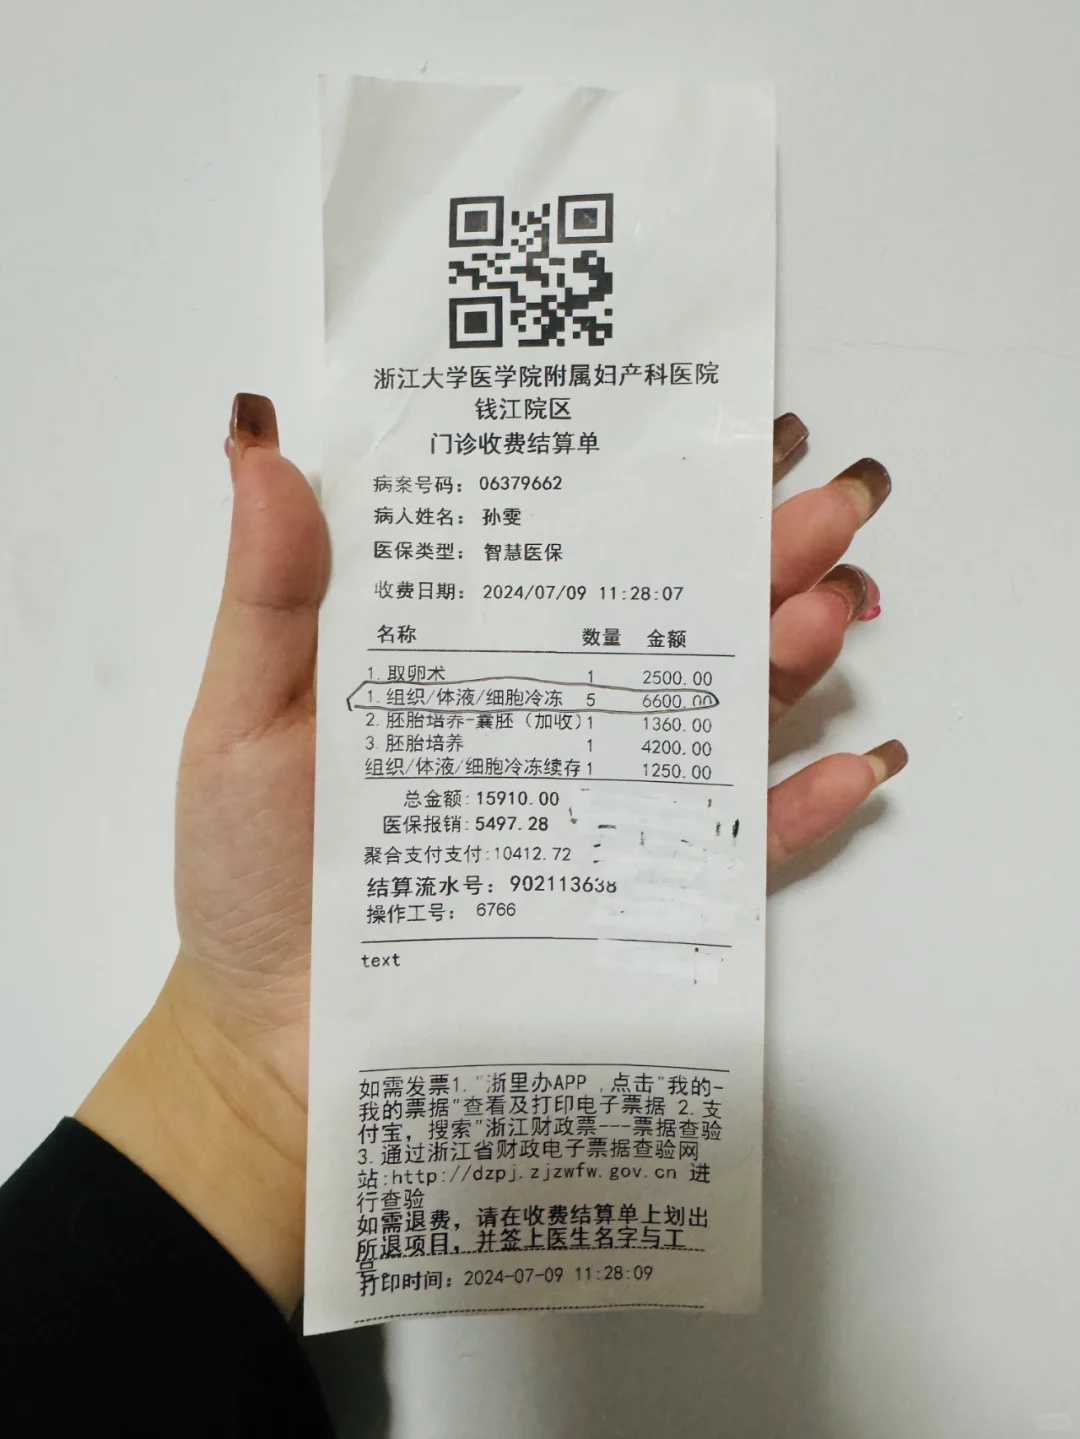 浙江大学医学院附属妇产科医院
钱江院区
门诊收费结算单
病案号码： 06379662
病人姓名： 孙雯
医保类型： 智慧医保
收费日期： 2024/07/09 11:28:07
名称 数量 金额
1.取卵术 1 2500.00
1.组织/体液/细胞冷冻 5 6600.00
2.胚胎培养-囊胚（加收）1 1360.00
3.胚胎培养 1 4200.00
组织/体液/细胞冷冻续存1 1250.00
总金额:15910.00
医保报销:5497.28
聚合支付支付:10412.72
结算流水号：902113638
操作工号： 6766
text
如需发票1."浙里办APP ,点击"我的-
我的票据"查看及打印电子票据 2.支
付宝，搜索"浙江财政票---票据查验
3.通过浙江省财政电子票据查验网
站:http://dzpj.zjzwfw.gov.cn 进
行查验
如需退费，请在收费结算单上划出
所退项目，并签上医生名字与工
号。
打印时间：2024-07-09 11:28:09